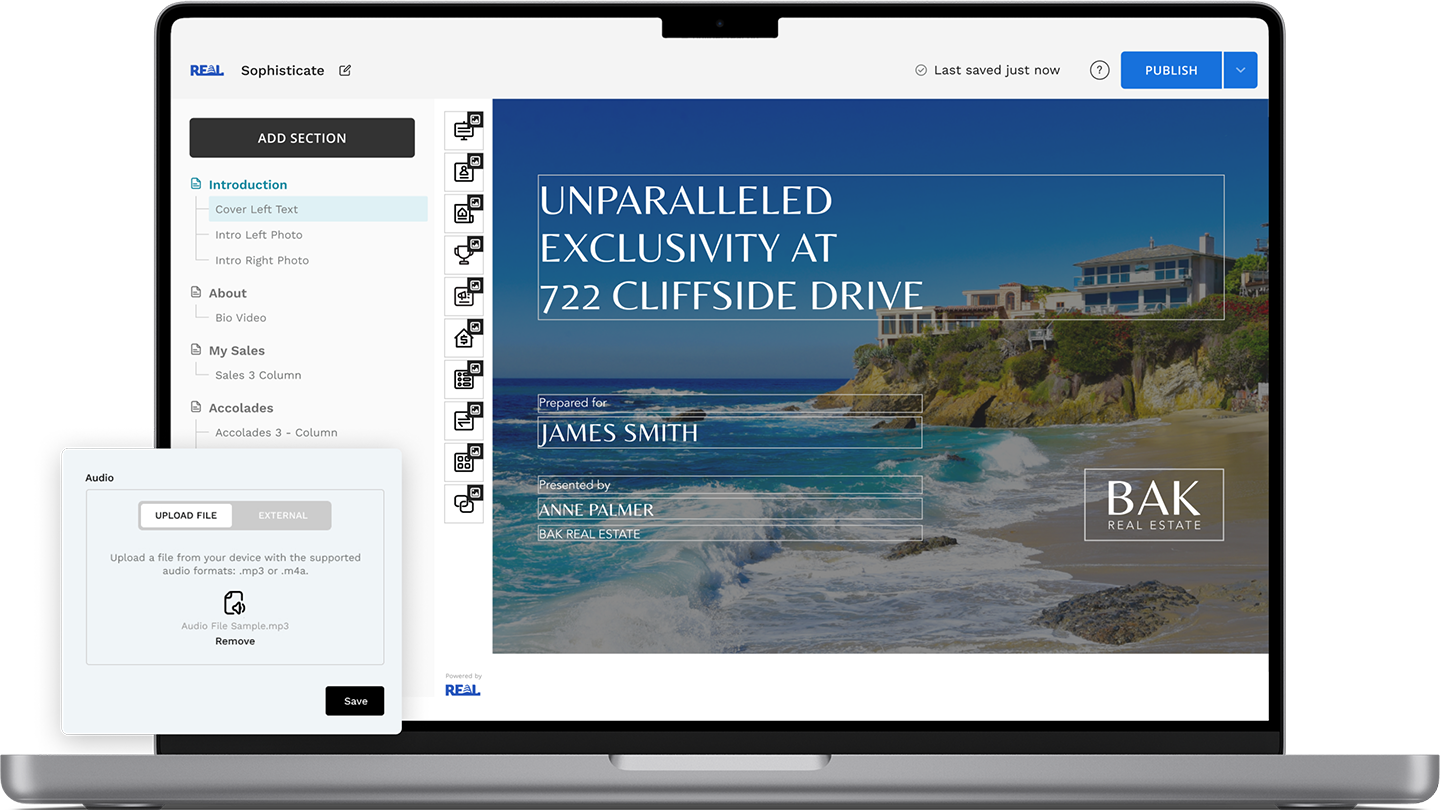 REAL
Sophisticate
Last saved just now
?
PUBLISH
ADD SECTION
Introduction
Cover Left Text
Intro Left Photo
Intro Right Photo
About
Bio Video
My Sales
Sales 3 Column
Accolades
Accolades 3 - Column
UNPARALLELED
EXCLUSIVITY AT
722 CLIFFSIDE DRIVE
Prepared for
JAMES SMITH
Presented by
ANNE PALMER
BAK REAL ESTATE
BAK
REAL ESTATE
Powered by
REAL
Audio
UPLOAD FILE
EXTERNAL
Upload a file from your device with the supported
audio formats: .mp3 or .m4a.
Audio File Sample.mp3
Remove
Save